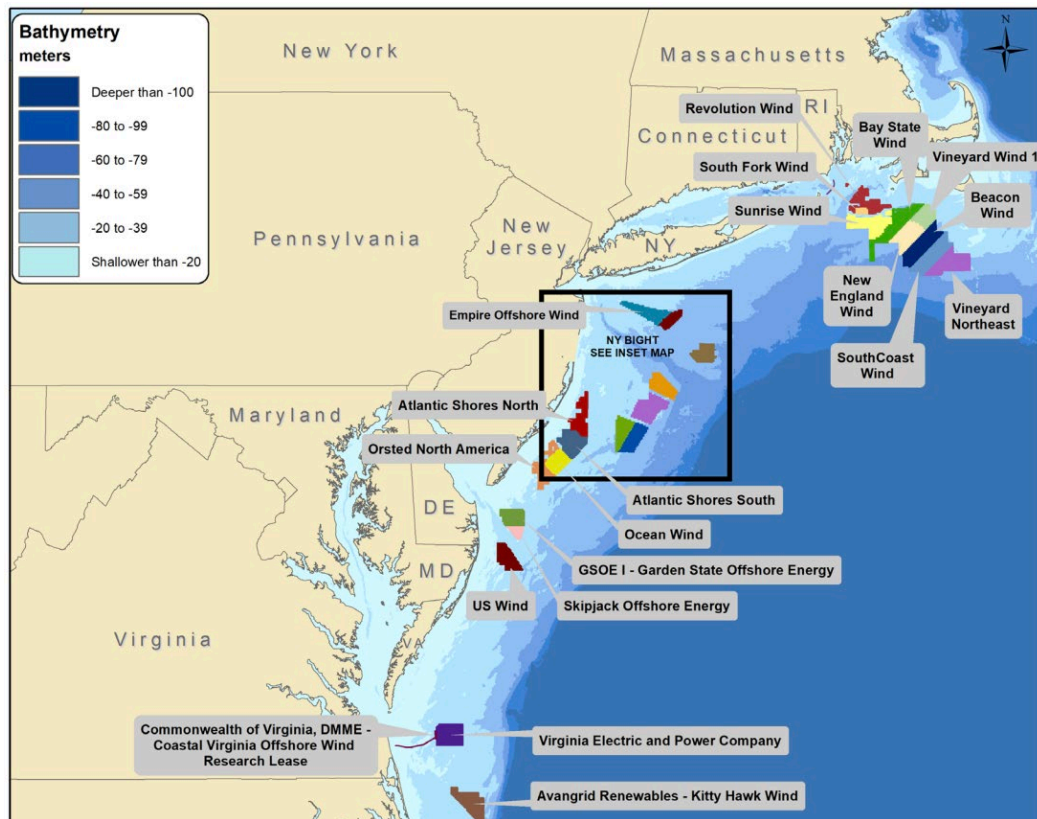 Bathymetry
meters
Deeper than -100
-80 to -99
-60 to -79
-40 to -59
-20 to -39
Shallower than -20
N
New York
Massachusetts
Revolution Wind
RI
Connecticut
Bay State
Wind
Vineyard Wind 1
South Fork Wind
Beacon
Wind
Sunrise Wind
Pennsylvania
New
Jersey
NY
New
England
Wind
Vineyard
Northeast
SouthCoast
Wind
Empire Offshore Wind
NY BIGHT
SEE INSET MAP
Maryland
Atlantic Shores North
Orsted North America
Atlantic Shores South
DE
Ocean Wind
GSOE I - Garden State Offshore Energy
MD
US Wind
Skipjack Offshore Energy
Virginia
VA
Commonwealth of Virginia, DMME -
Coastal Virginia Offshore Wind
Research Lease
Virginia Electric and Power Company
Avangrid Renewables - Kitty Hawk Wind